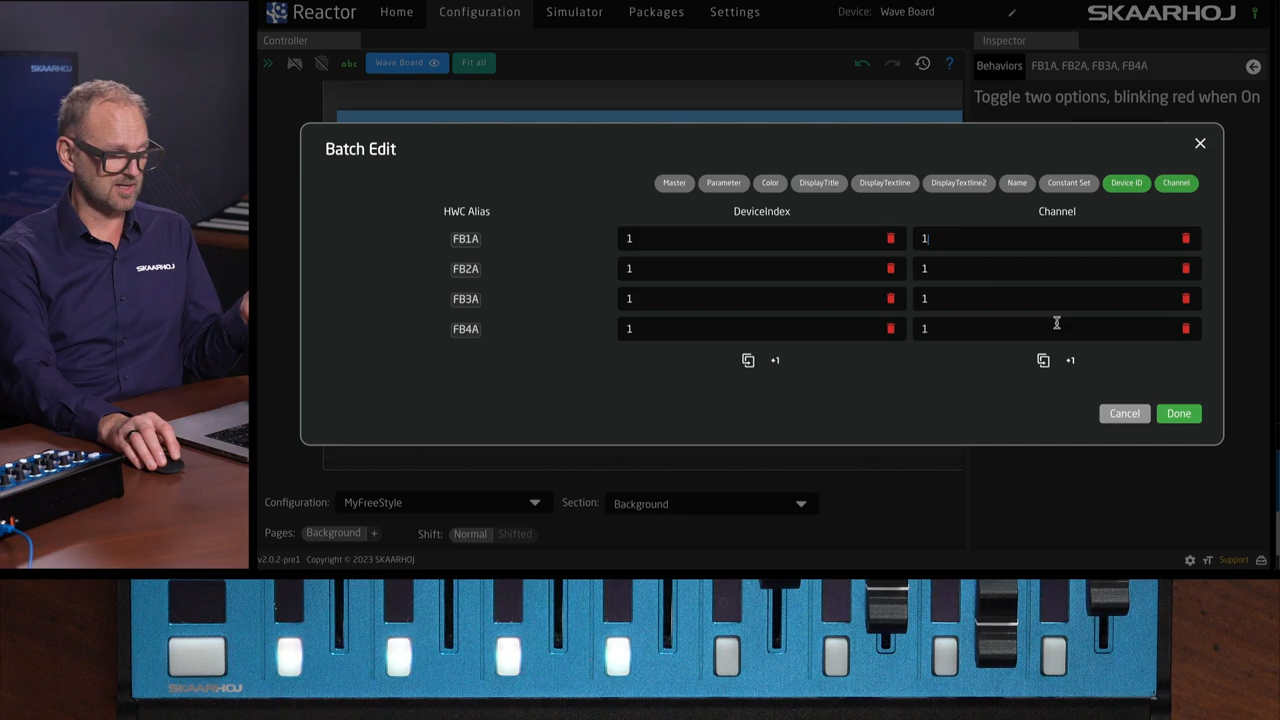 SKAARHOJ
Reactor Home Configuration Simulator Packages Settings Device: Wave Board SKAARHOJ
Controller Inspector
abc Wave Board Fit all ? Behaviors FB1A, FB2A, FB3A, FB4A
Toggle two options, blinking red when On
Batch Edit
Master Parameter Color DisplayTitle DisplayTextline DisplayTextline2 Name Constant Set Device ID Channel
HWC Alias DeviceIndex Channel
FB1A 1 1
FB2A 1 1
FB3A 1 1
FB4A 1 1
+1 +1
Cancel Done
Configuration: MyFreeStyle Section: Background
Pages: Background + Shift: Normal Shifted
v2.0.2-pre1 Copyright © 2023 SKAARHOJ Support
SKAARHOJ
SKAARHOJ